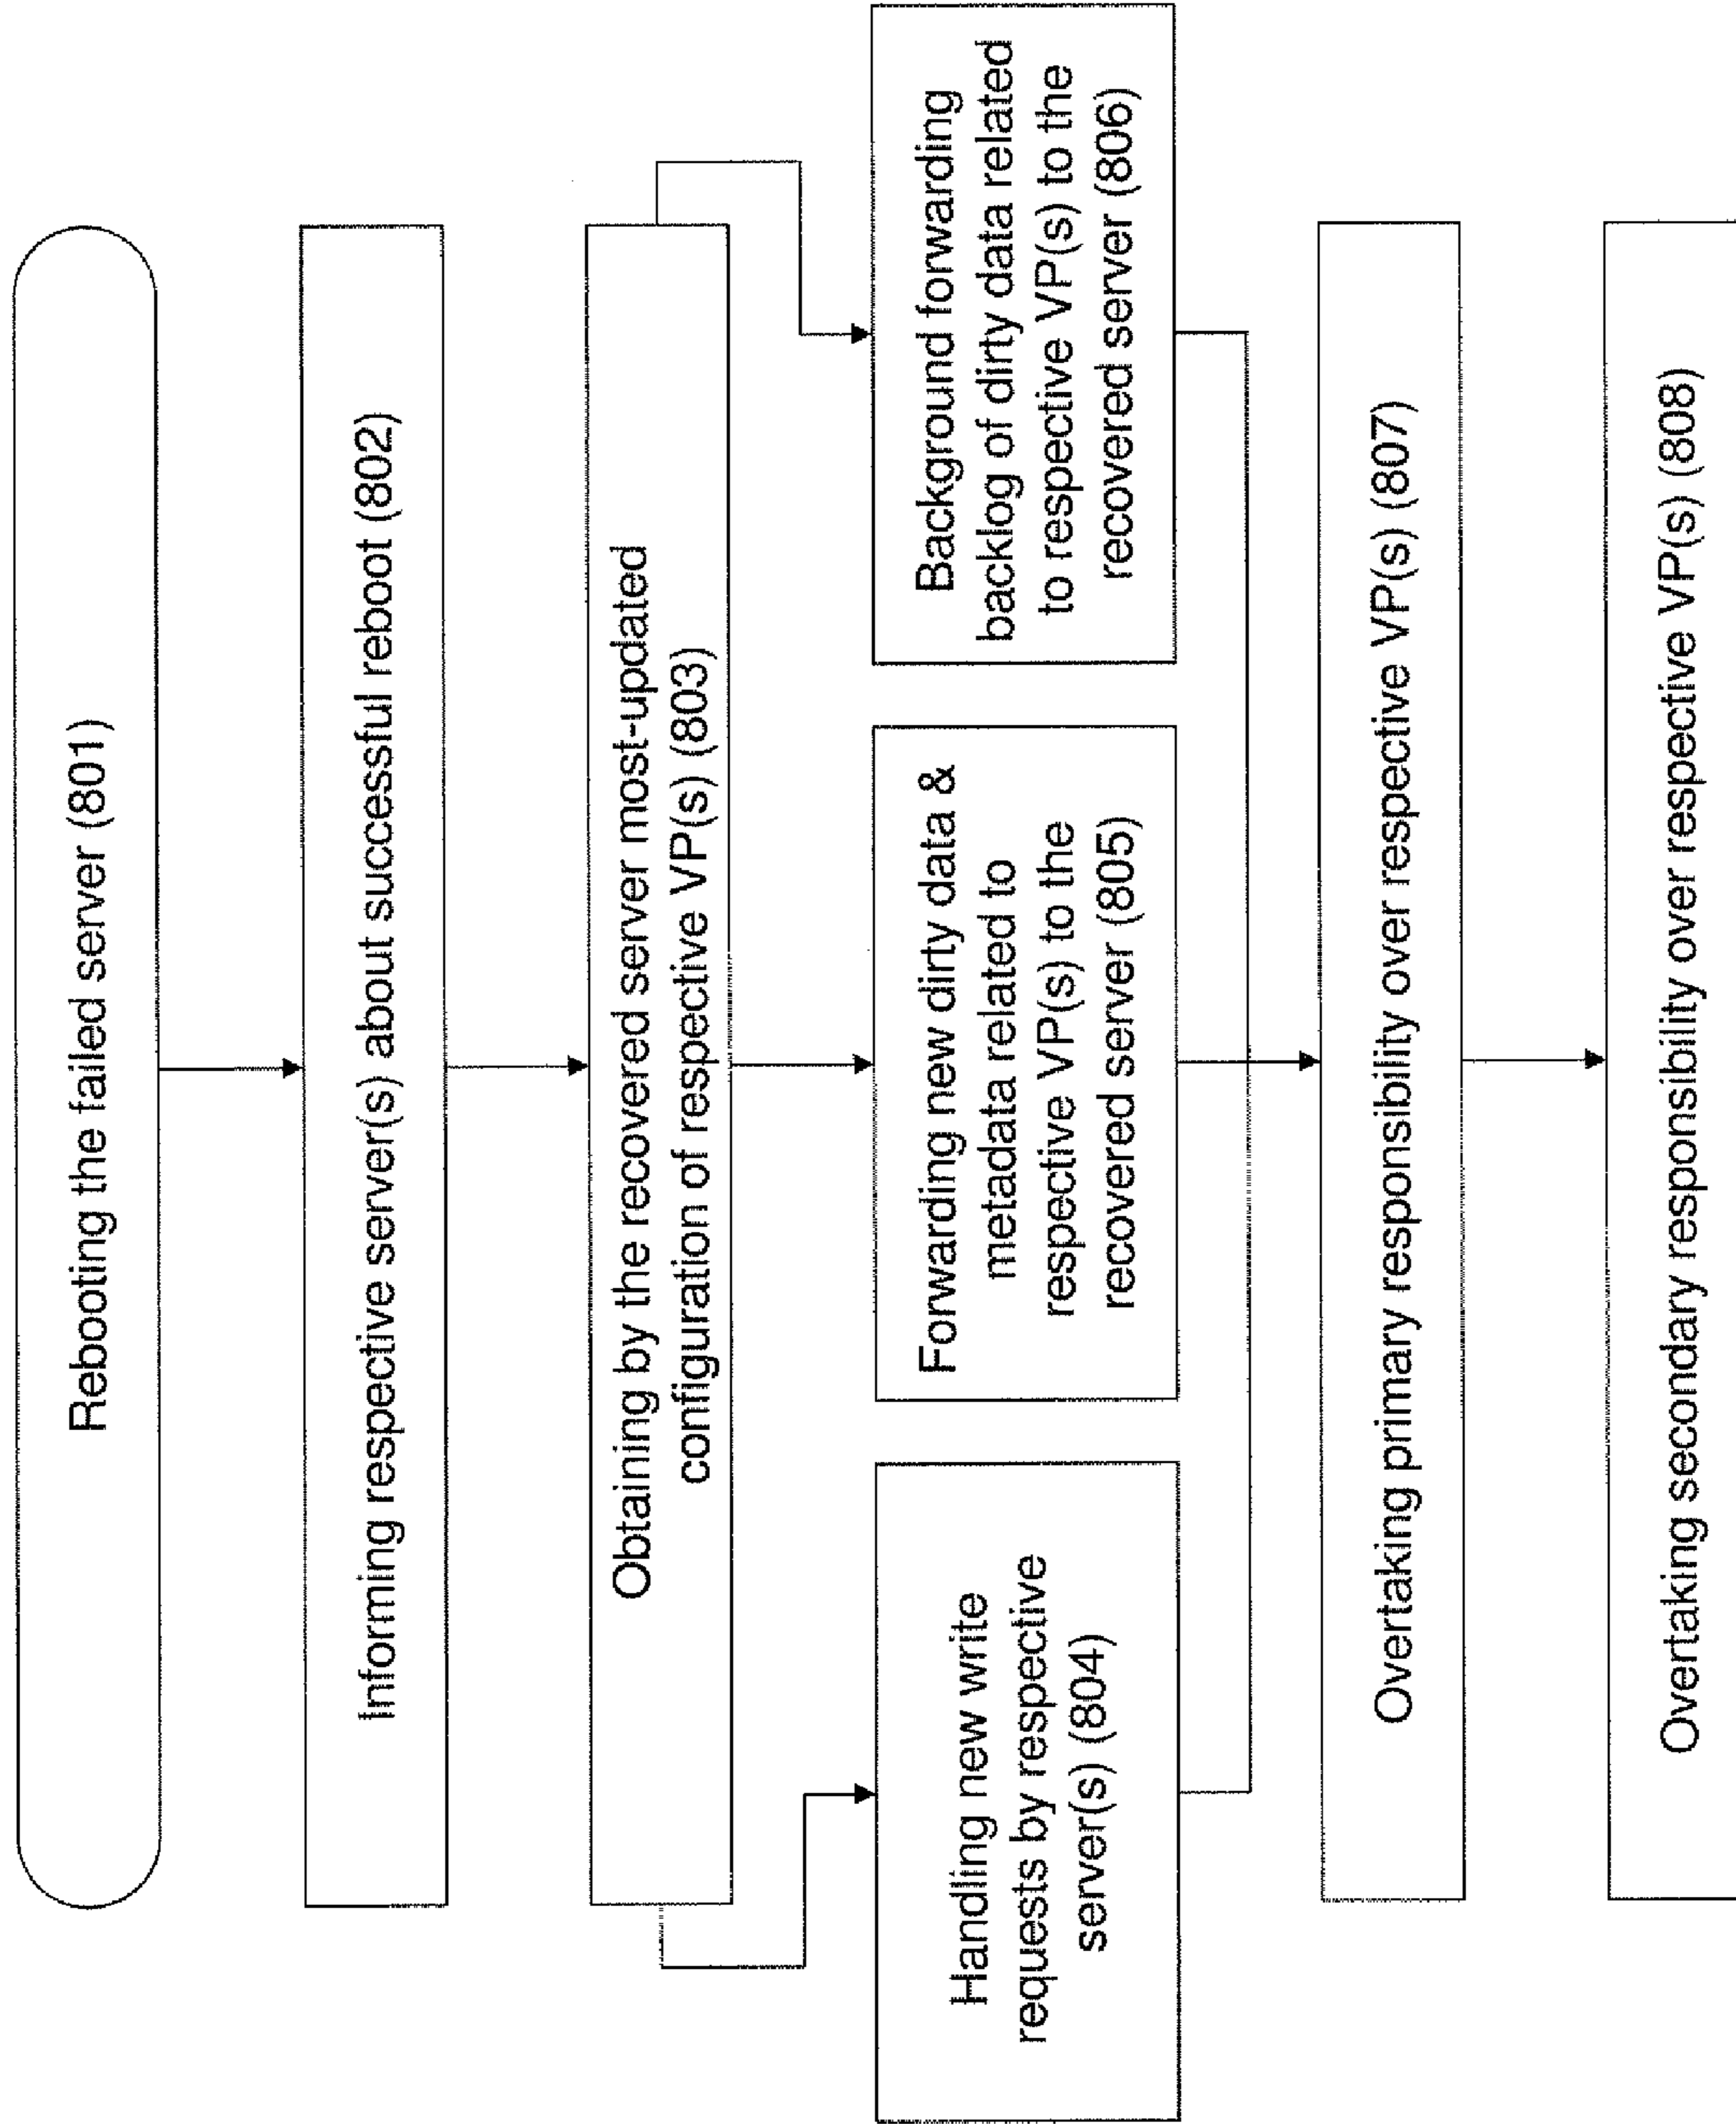 Rebooting the failed server (801)
Informing respective server(s) about successful reboot (802)
Obtaining by the recovered server most-updated
configuration of respective VP(s) (803)
Handling new write
requests by respective
server(s) (804)
Forwarding new dirty data &
metadata related to
respective VP(s) to the
recovered server (805)
Background forwarding
backlog of dirty data related
to respective VP(s) to the
recovered server (806)
Overtaking primary responsibility over respective VP(s) (807)
Overtaking secondary responsibility over respective VP(s) (808)